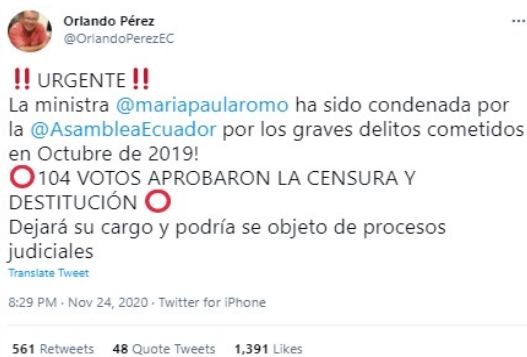 Orlando Pérez
@OrlandoPerezEC
...
‼️ URGENTE ‼️
La ministra @mariapaularomo ha sido condenada por
la @AsambleaEcuador por los graves delitos cometidos
en Octubre de 2019!
⭕104 VOTOS APROBARON LA CENSURA Y
DESTITUCIÓN ⭕
Dejará su cargo y podría se objeto de procesos
judiciales
Translate Tweet
8:29 PM · Nov 24, 2020 · Twitter for iPhone
561 Retweets 48 Quote Tweets 1,391 Likes